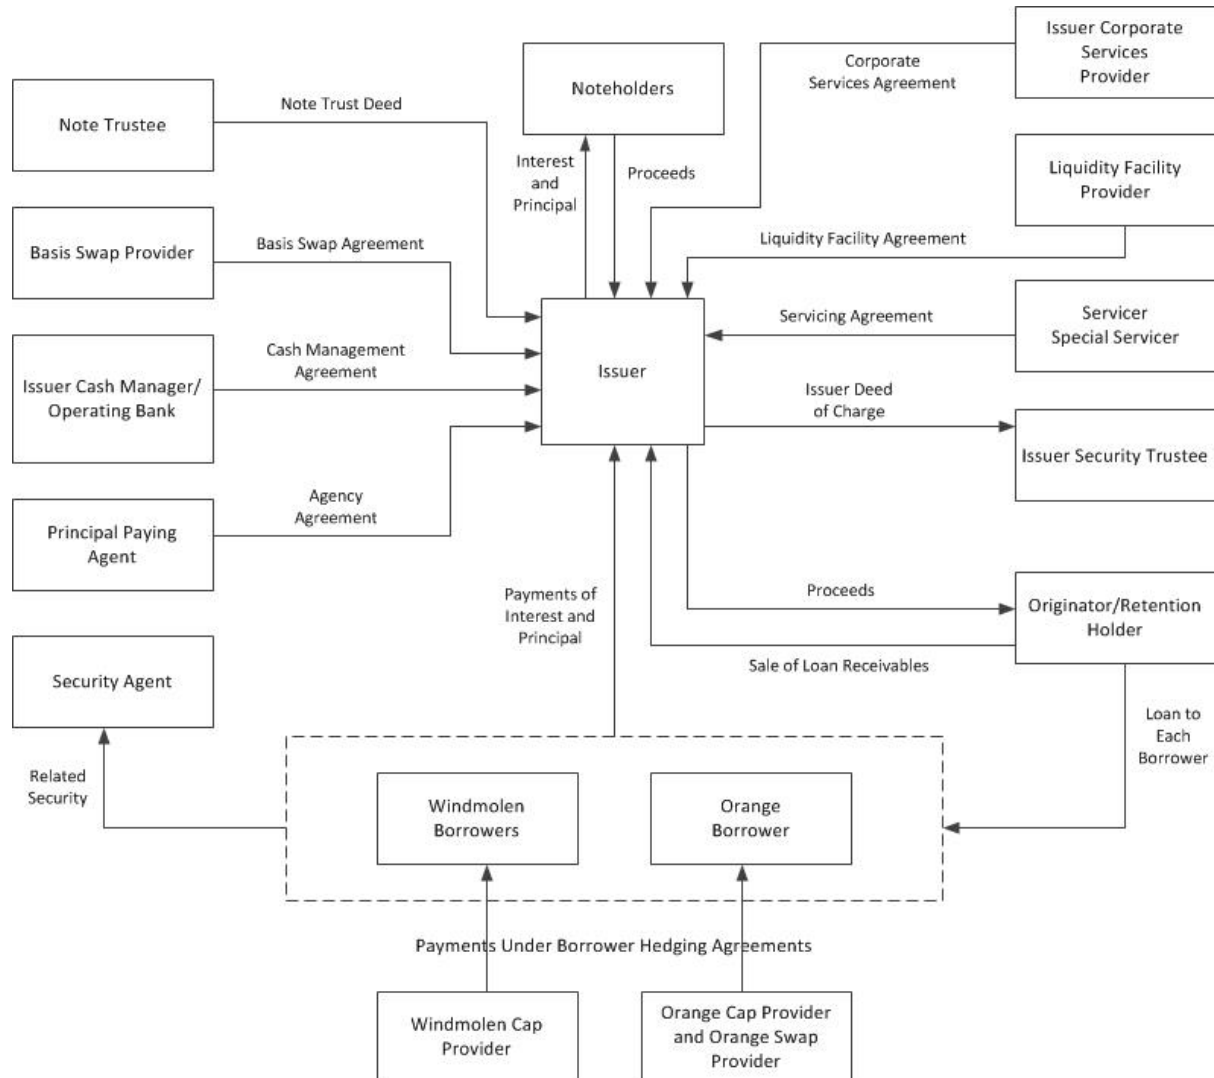 Issuer Corporate
Services
Provider
Noteholders
Corporate
Services Agreement
Note Trustee
Note Trust Deed
Interest
and
Principal
Proceeds
Liquidity Facility
Provider
Basis Swap Provider
Basis Swap Agreement
Liquidity Facility Agreement
Issuer Cash Manager/
Operating Bank
Cash Management
Agreement
Issuer
Servicing Agreement
Servicer
Special Servicer
Issuer Deed
of Charge
Issuer Security Trustee
Principal Paying
Agent
Agency
Agreement
Payments of
Interest and
Principal
Proceeds
Originator/Retention
Holder
Sale of Loan Receivables
Security Agent
Loan to
Each
Borrower
Related
Security
Windmolen
Borrowers
Orange
Borrower
Payments Under Borrower Hedging Agreements
Windmolen Cap
Provider
Orange Cap Provider
and Orange Swap
Provider